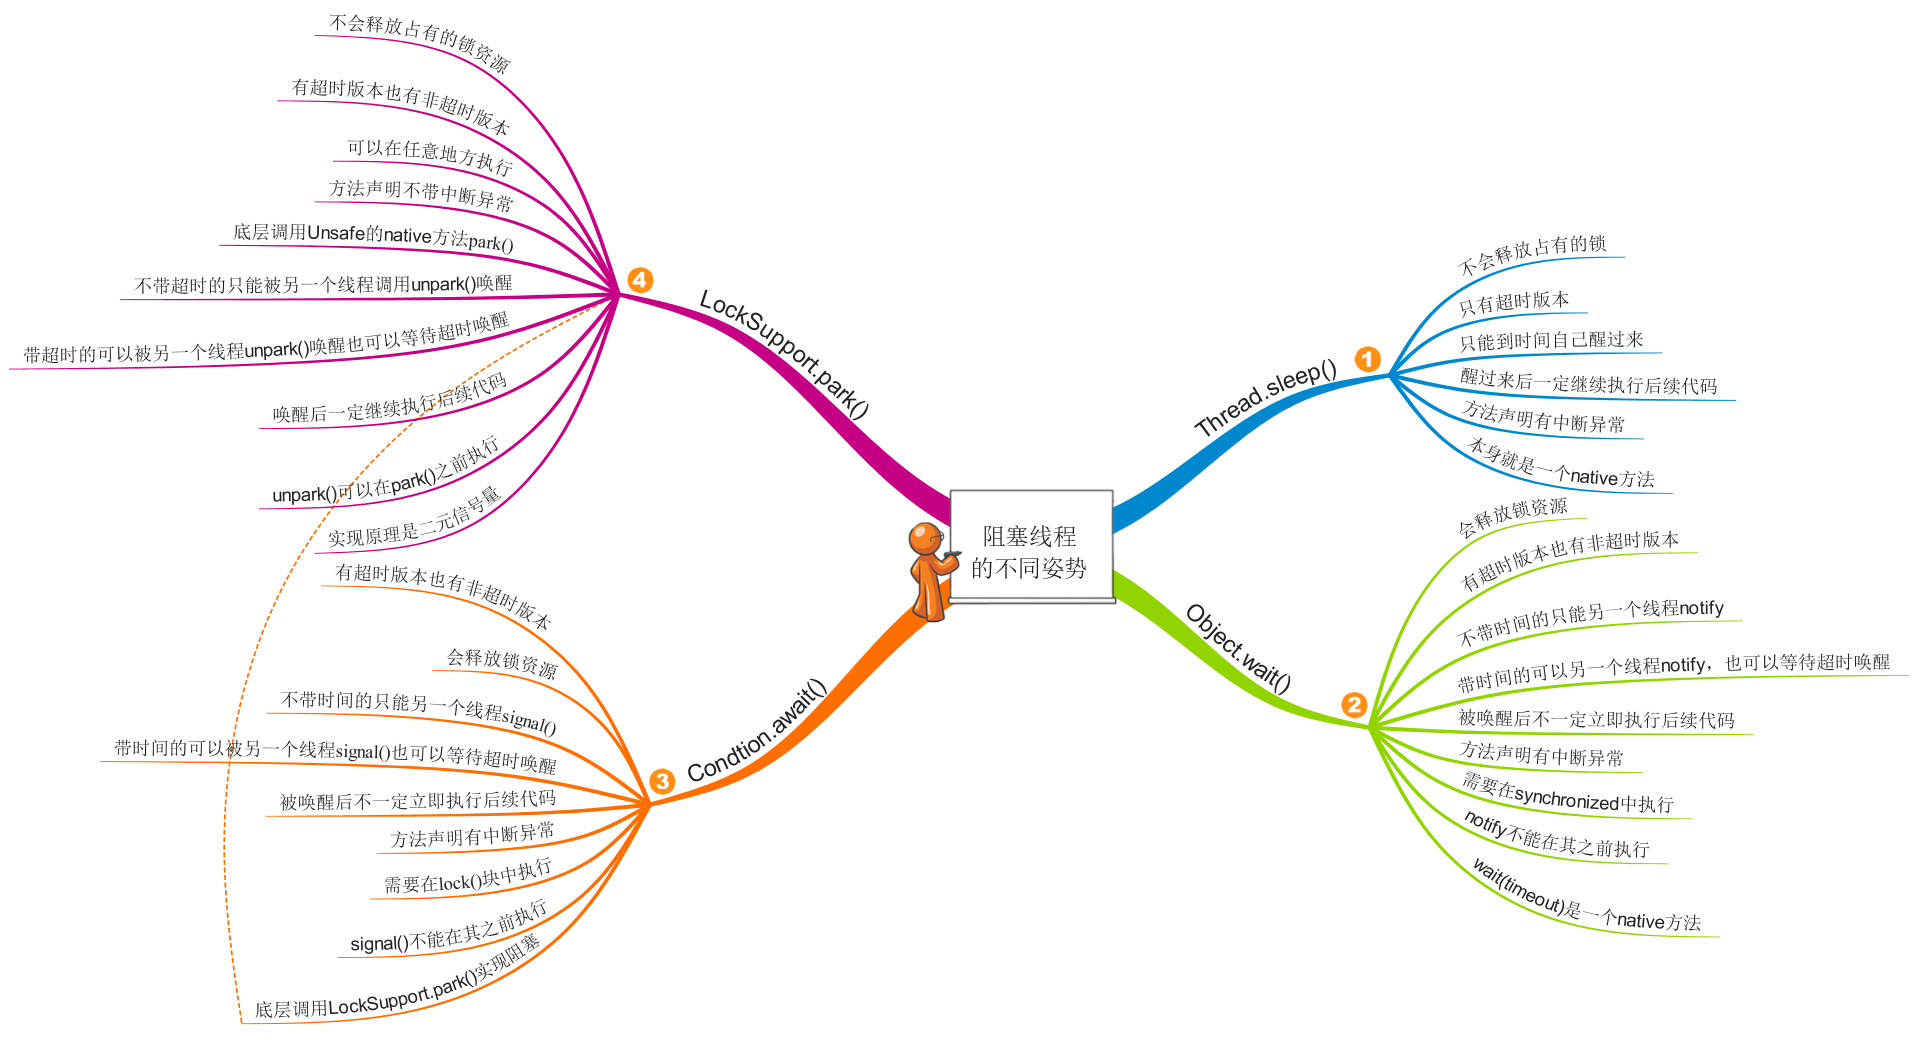 阻塞线程
的不同姿势
1
Thread.sleep()
不会释放占有的锁
只有超时版本
只能到时间自己醒过来
醒过来后一定继续执行后续代码
方法声明有中断异常
本身就是一个native方法
2
Object.wait()
会释放锁资源
有超时版本也有非超时版本
不带时间的只能另一个线程notify
带时间的可以另一个线程notify，也可以等待超时唤醒
被唤醒后不一定立即执行后续代码
方法声明有中断异常
需要在synchronized中执行
notify不能在其之前执行
wait(timeout)是一个native方法
3
Condtion.await()
有超时版本也有非超时版本
会释放锁资源
不带时间的只能另一个线程signal()
带时间的可以被另一个线程signal()也可以等待超时唤醒
被唤醒后不一定立即执行后续代码
方法声明有中断异常
需要在lock()块中执行
signal()不能在其之前执行
底层调用LockSupport.park()实现阻塞
4
LockSupport.park()
不会释放占有的锁资源
有超时版本也有非超时版本
可以在任意地方执行
方法声明不带中断异常
底层调用Unsafe的native方法park()
不带超时的只能被另一个线程调用unpark()唤醒
带超时的可以被另一个线程unpark()唤醒也可以等待超时唤醒
唤醒后一定继续执行后续代码
unpark()可以在park()之前执行
实现原理是二元信号量